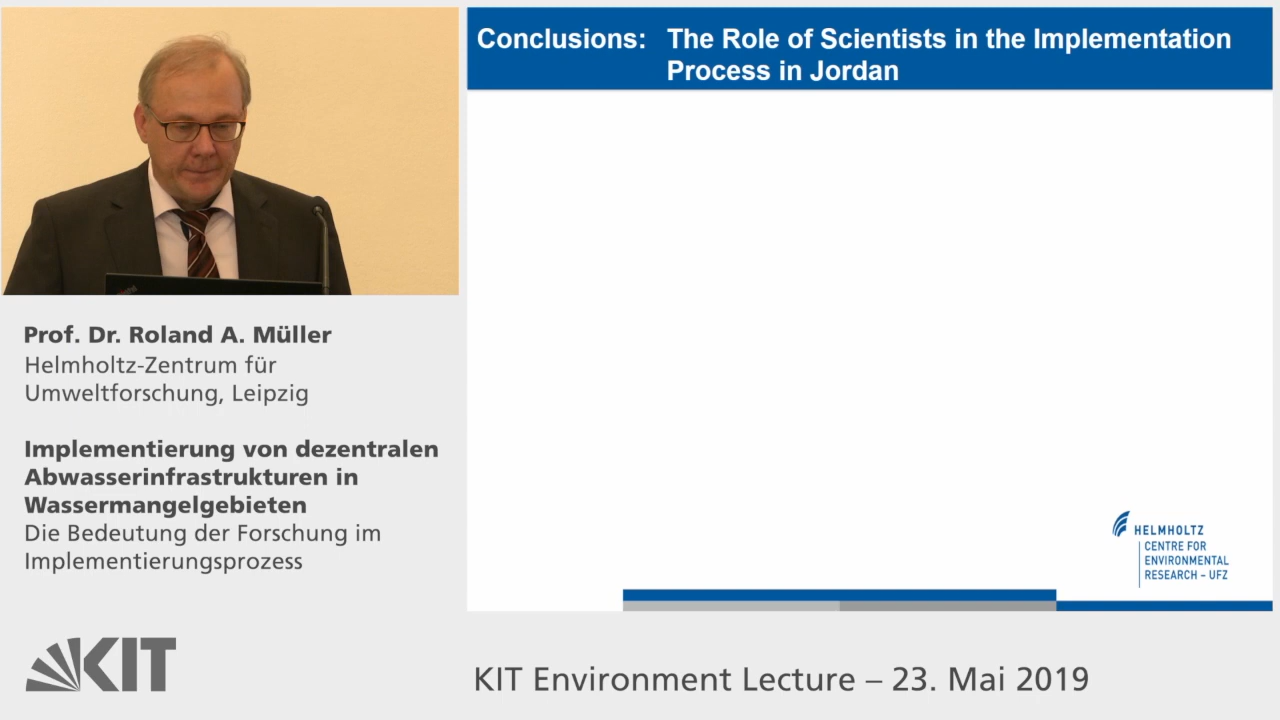 Conclusions: The Role of Scientists in the Implementation
Process in Jordan
Prof. Dr. Roland A. Müller
Helmholtz-Zentrum für
Umweltforschung, Leipzig
Implementierung von dezentralen
Abwasserinfrastrukturen in
Wassermangelgebieten
Die Bedeutung der Forschung im
Implementierungsprozess
HELMHOLTZ
CENTRE FOR
ENVIRONMENTAL
RESEARCH – UFZ
KIT
KIT Environment Lecture – 23. Mai 2019